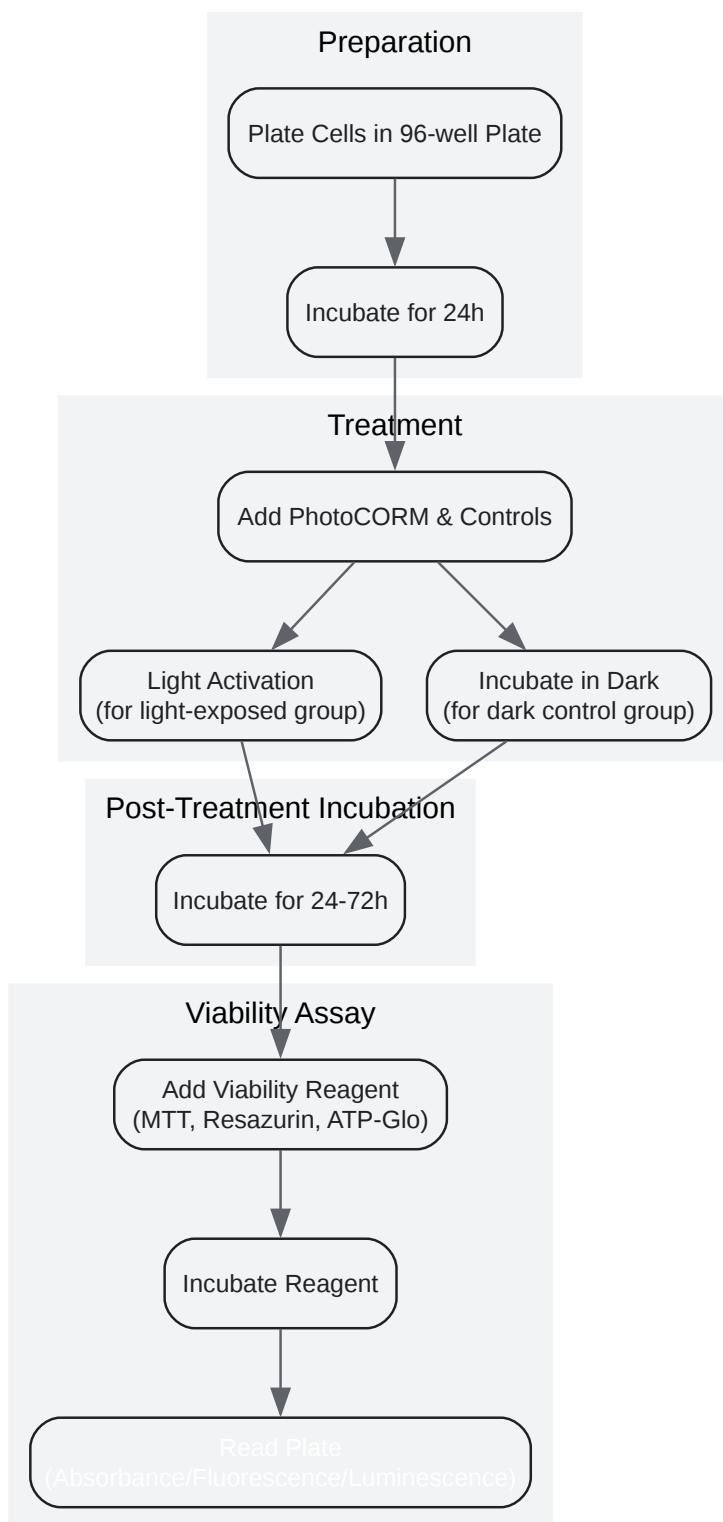 Preparation
Plate Cells in 96-well Plate
Incubate for 24h
Treatment
Add PhotoCORM & Controls
Light Activation
(for light-exposed group)
Incubate in Dark
(for dark control group)
Post-Treatment Incubation
Incubate for 24-72h
Viability Assay
Add Viability Reagent
(MTT, Resazurin, ATP-Glo)
Incubate Reagent
Read Plate
(Absorbance/Fluorescence/Luminescence)